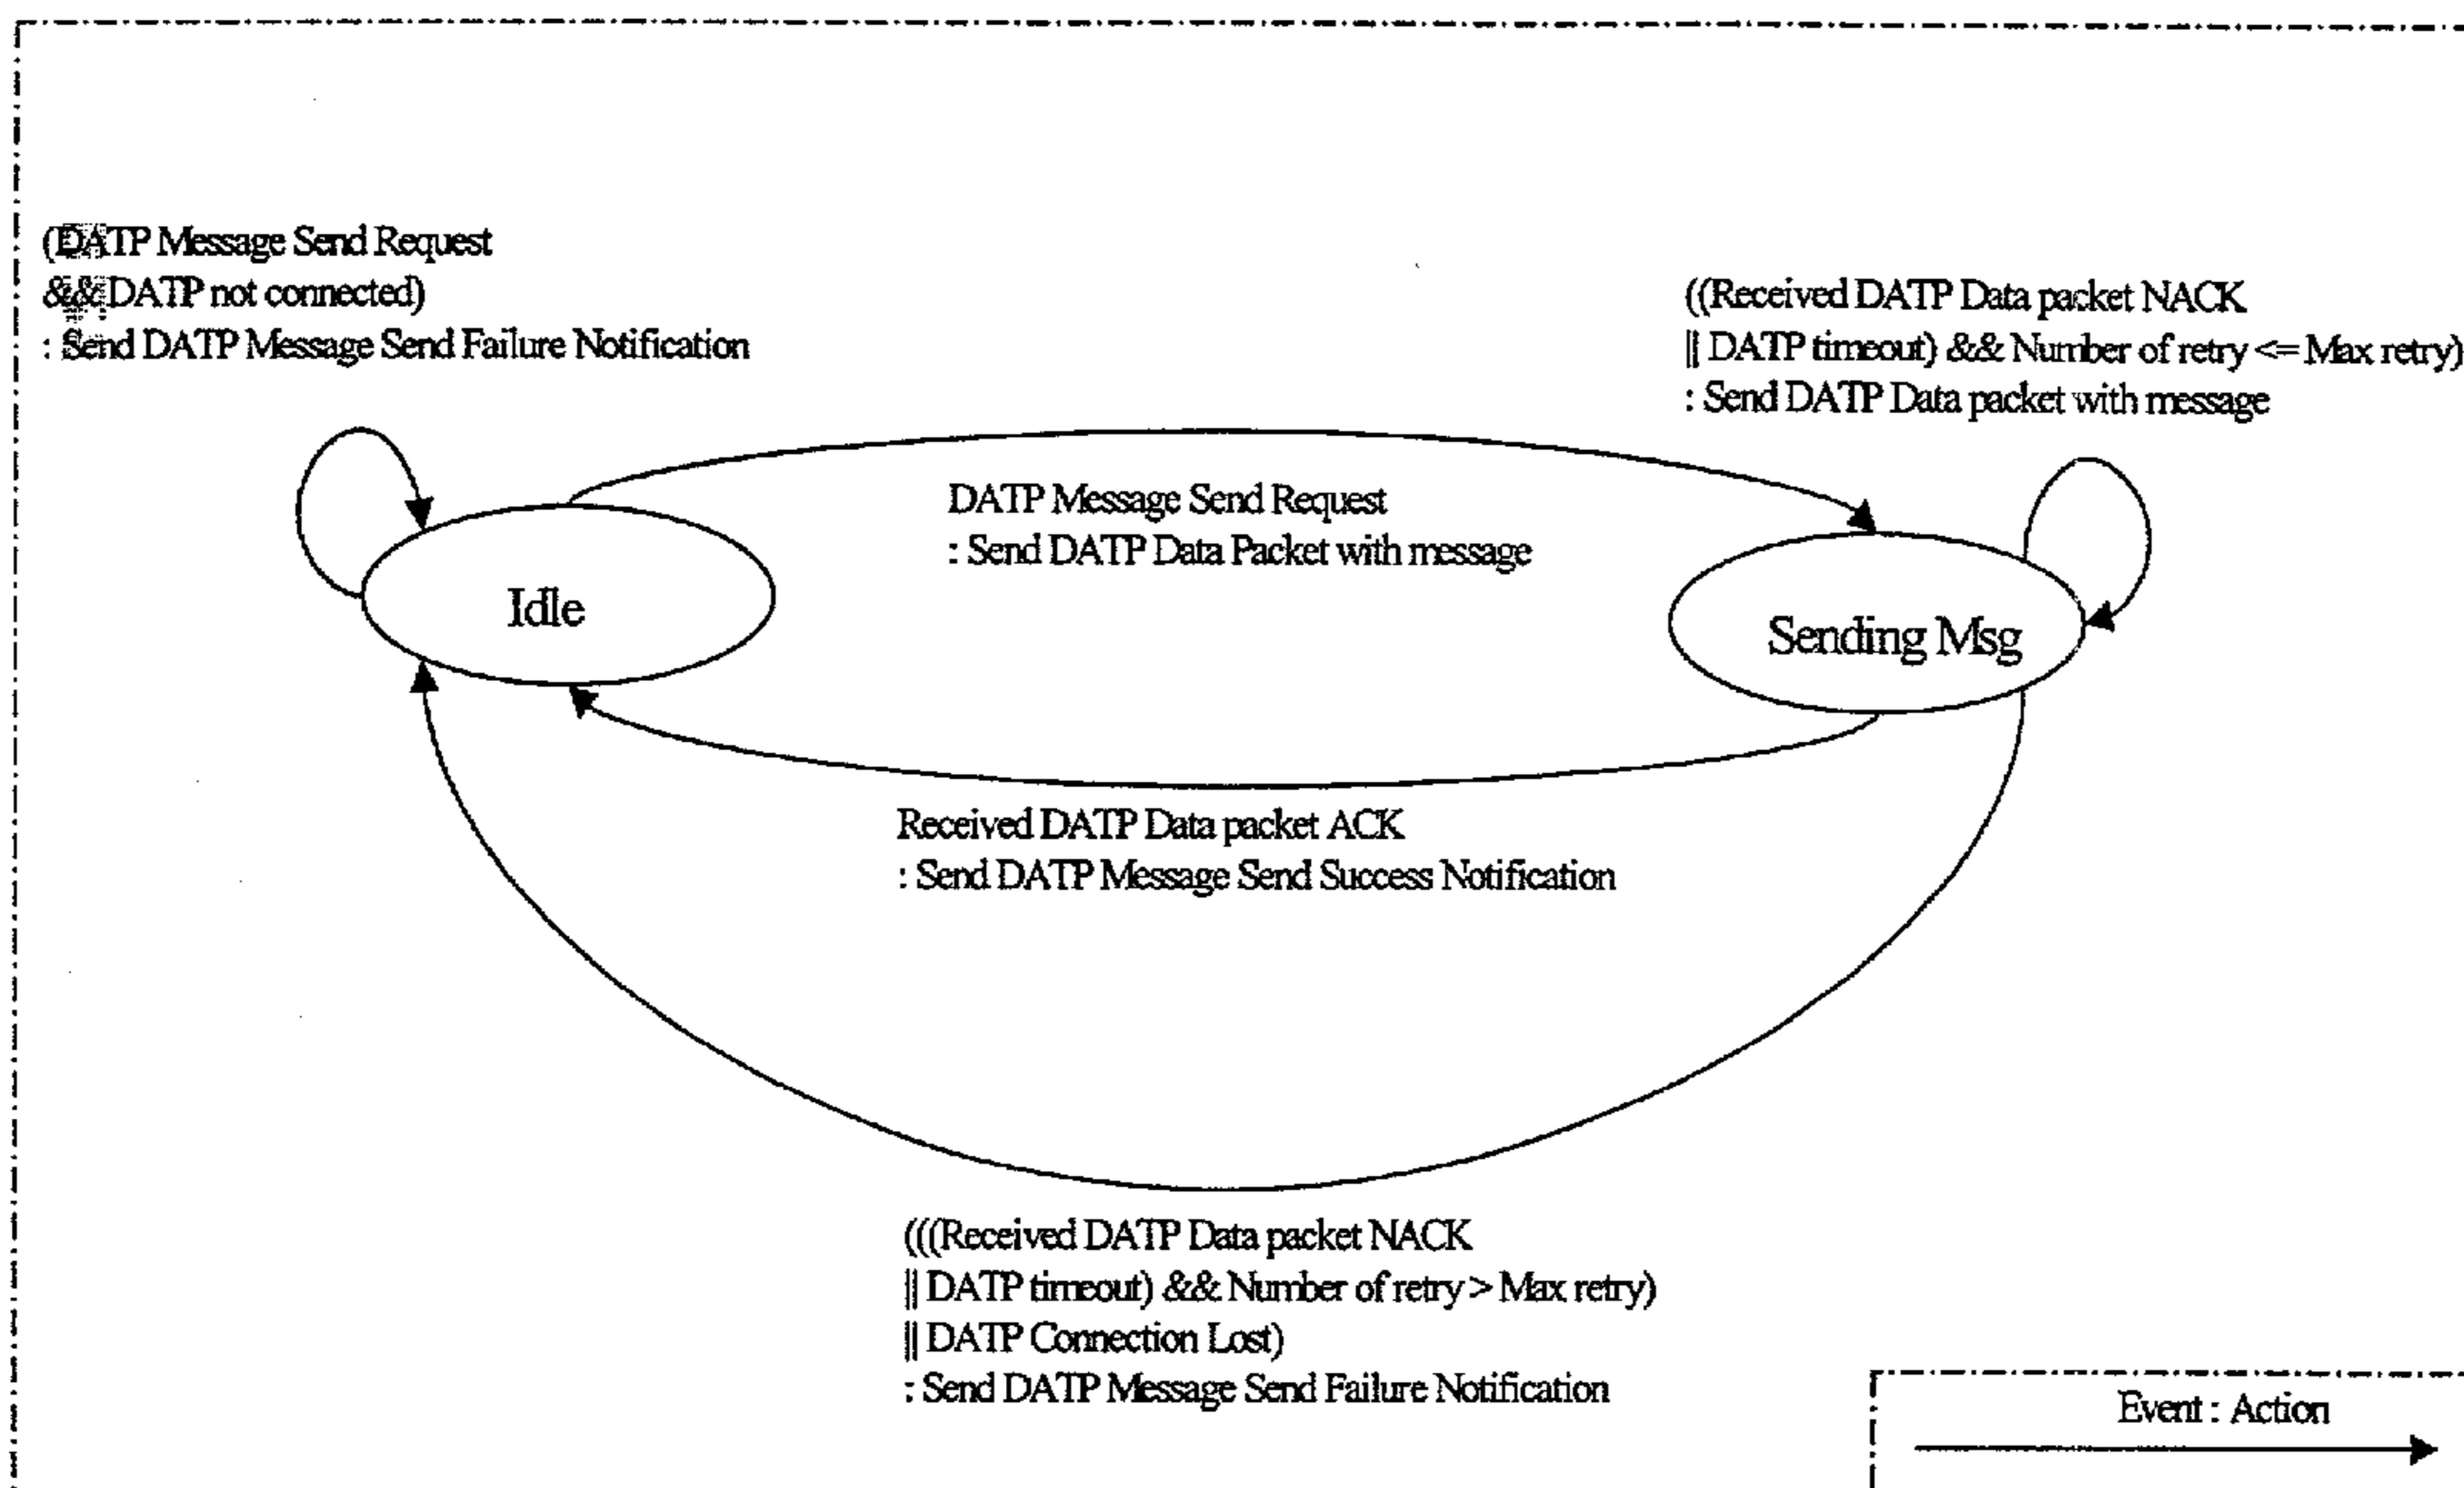 (DATP Message Send Request
&& DATP not connected)
: Send DATP Message Send Failure Notification
((Received DATP Data packet NACK
|| DATP timeout) && Number of retry <= Max retry)
: Send DATP Data packet with message
DATP Message Send Request
: Send DATP Data Packet with message
Idle
Sending Msg
Received DATP Data packet ACK
: Send DATP Message Send Success Notification
(((Received DATP Data packet NACK
|| DATP timeout) && Number of retry > Max retry)
|| DATP Connection Lost)
: Send DATP Message Send Failure Notification
Event : Action